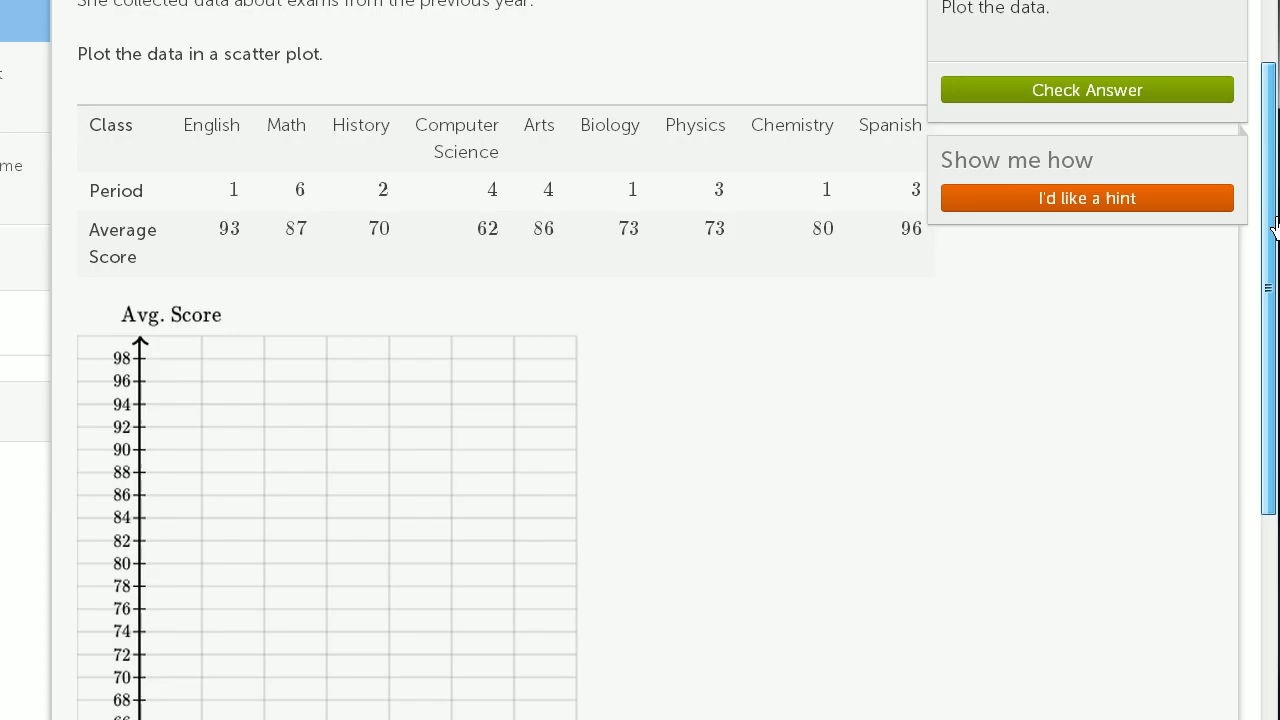 She collected data about exams from the previous year.
Plot the data.
Plot the data in a scatter plot.
Check Answer
Class English Math History Computer Science Arts Biology Physics Chemistry Spanish
Show me how
me
Period 1 6 2 4 4 1 3 1 3
I'd like a hint
Average Score 93 87 70 62 86 73 73 80 96
Avg. Score
98
96
94
92
90
88
86
84
82
80
78
76
74
72
70
68
66